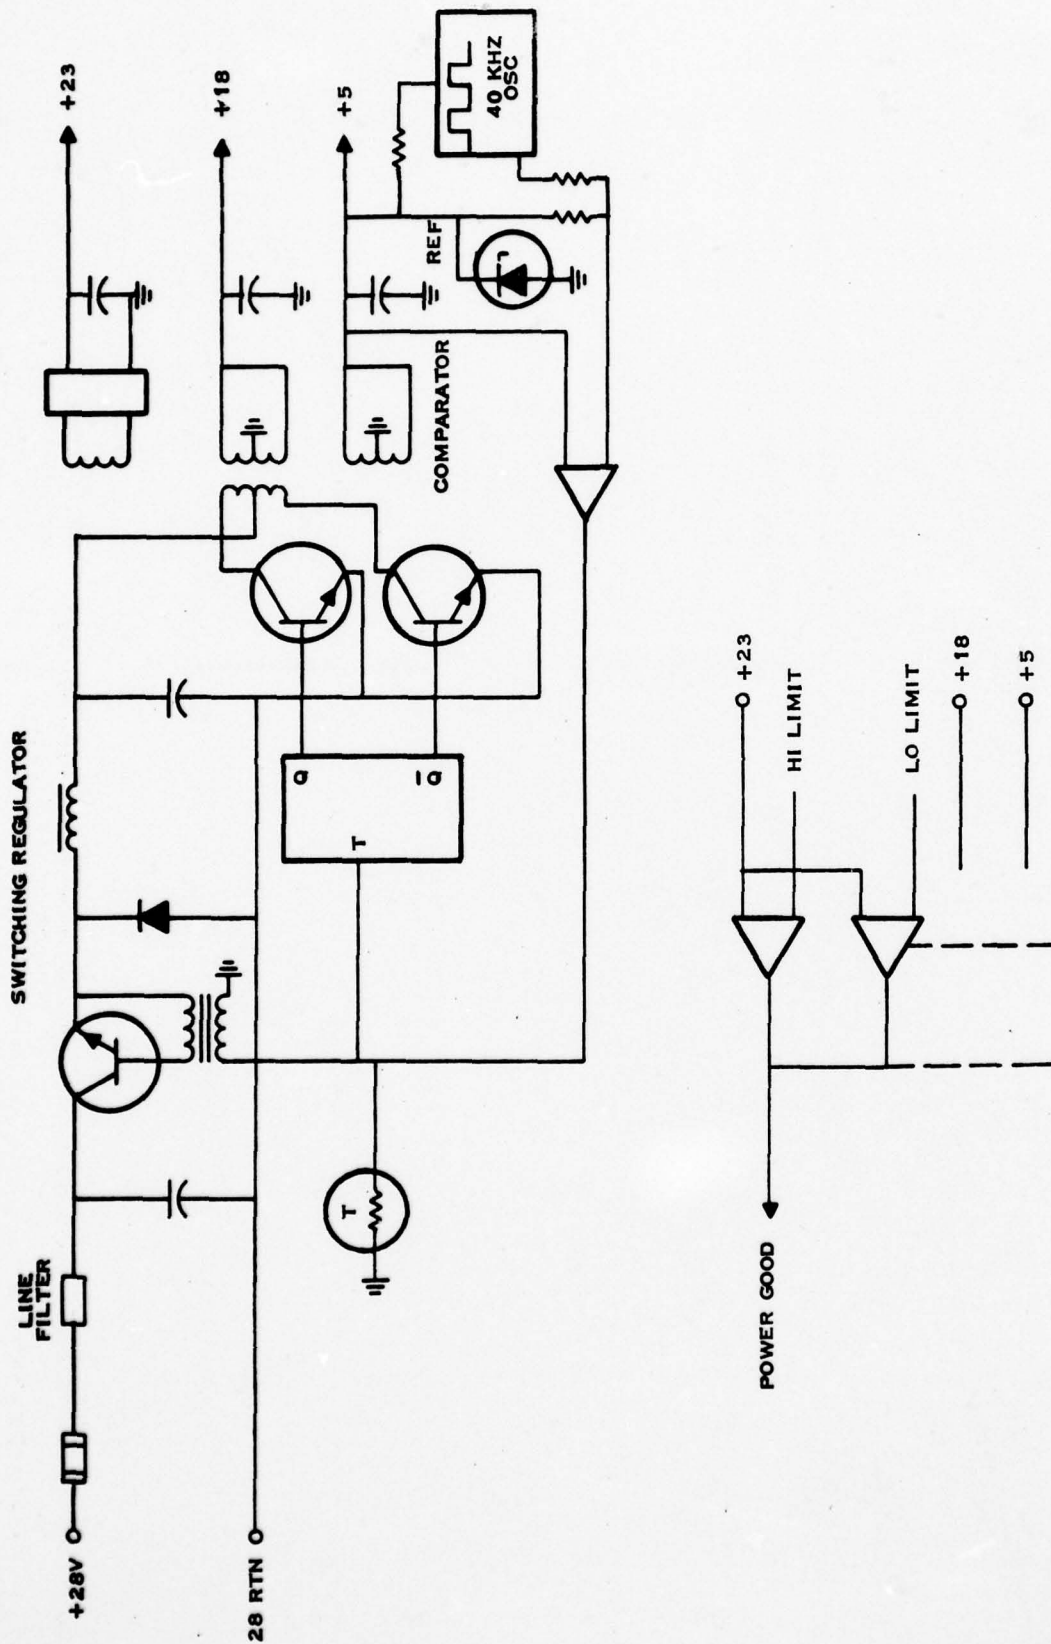 SWITCHING REGULATOR
LINE
FILTER
+28V
28 RTN
+23
+18
+5
T
T
Q
Q
COMPARATOR
REF
40 KHZ
OSC
POWER GOOD
+23
HI LIMIT
LO LIMIT
+18
+5